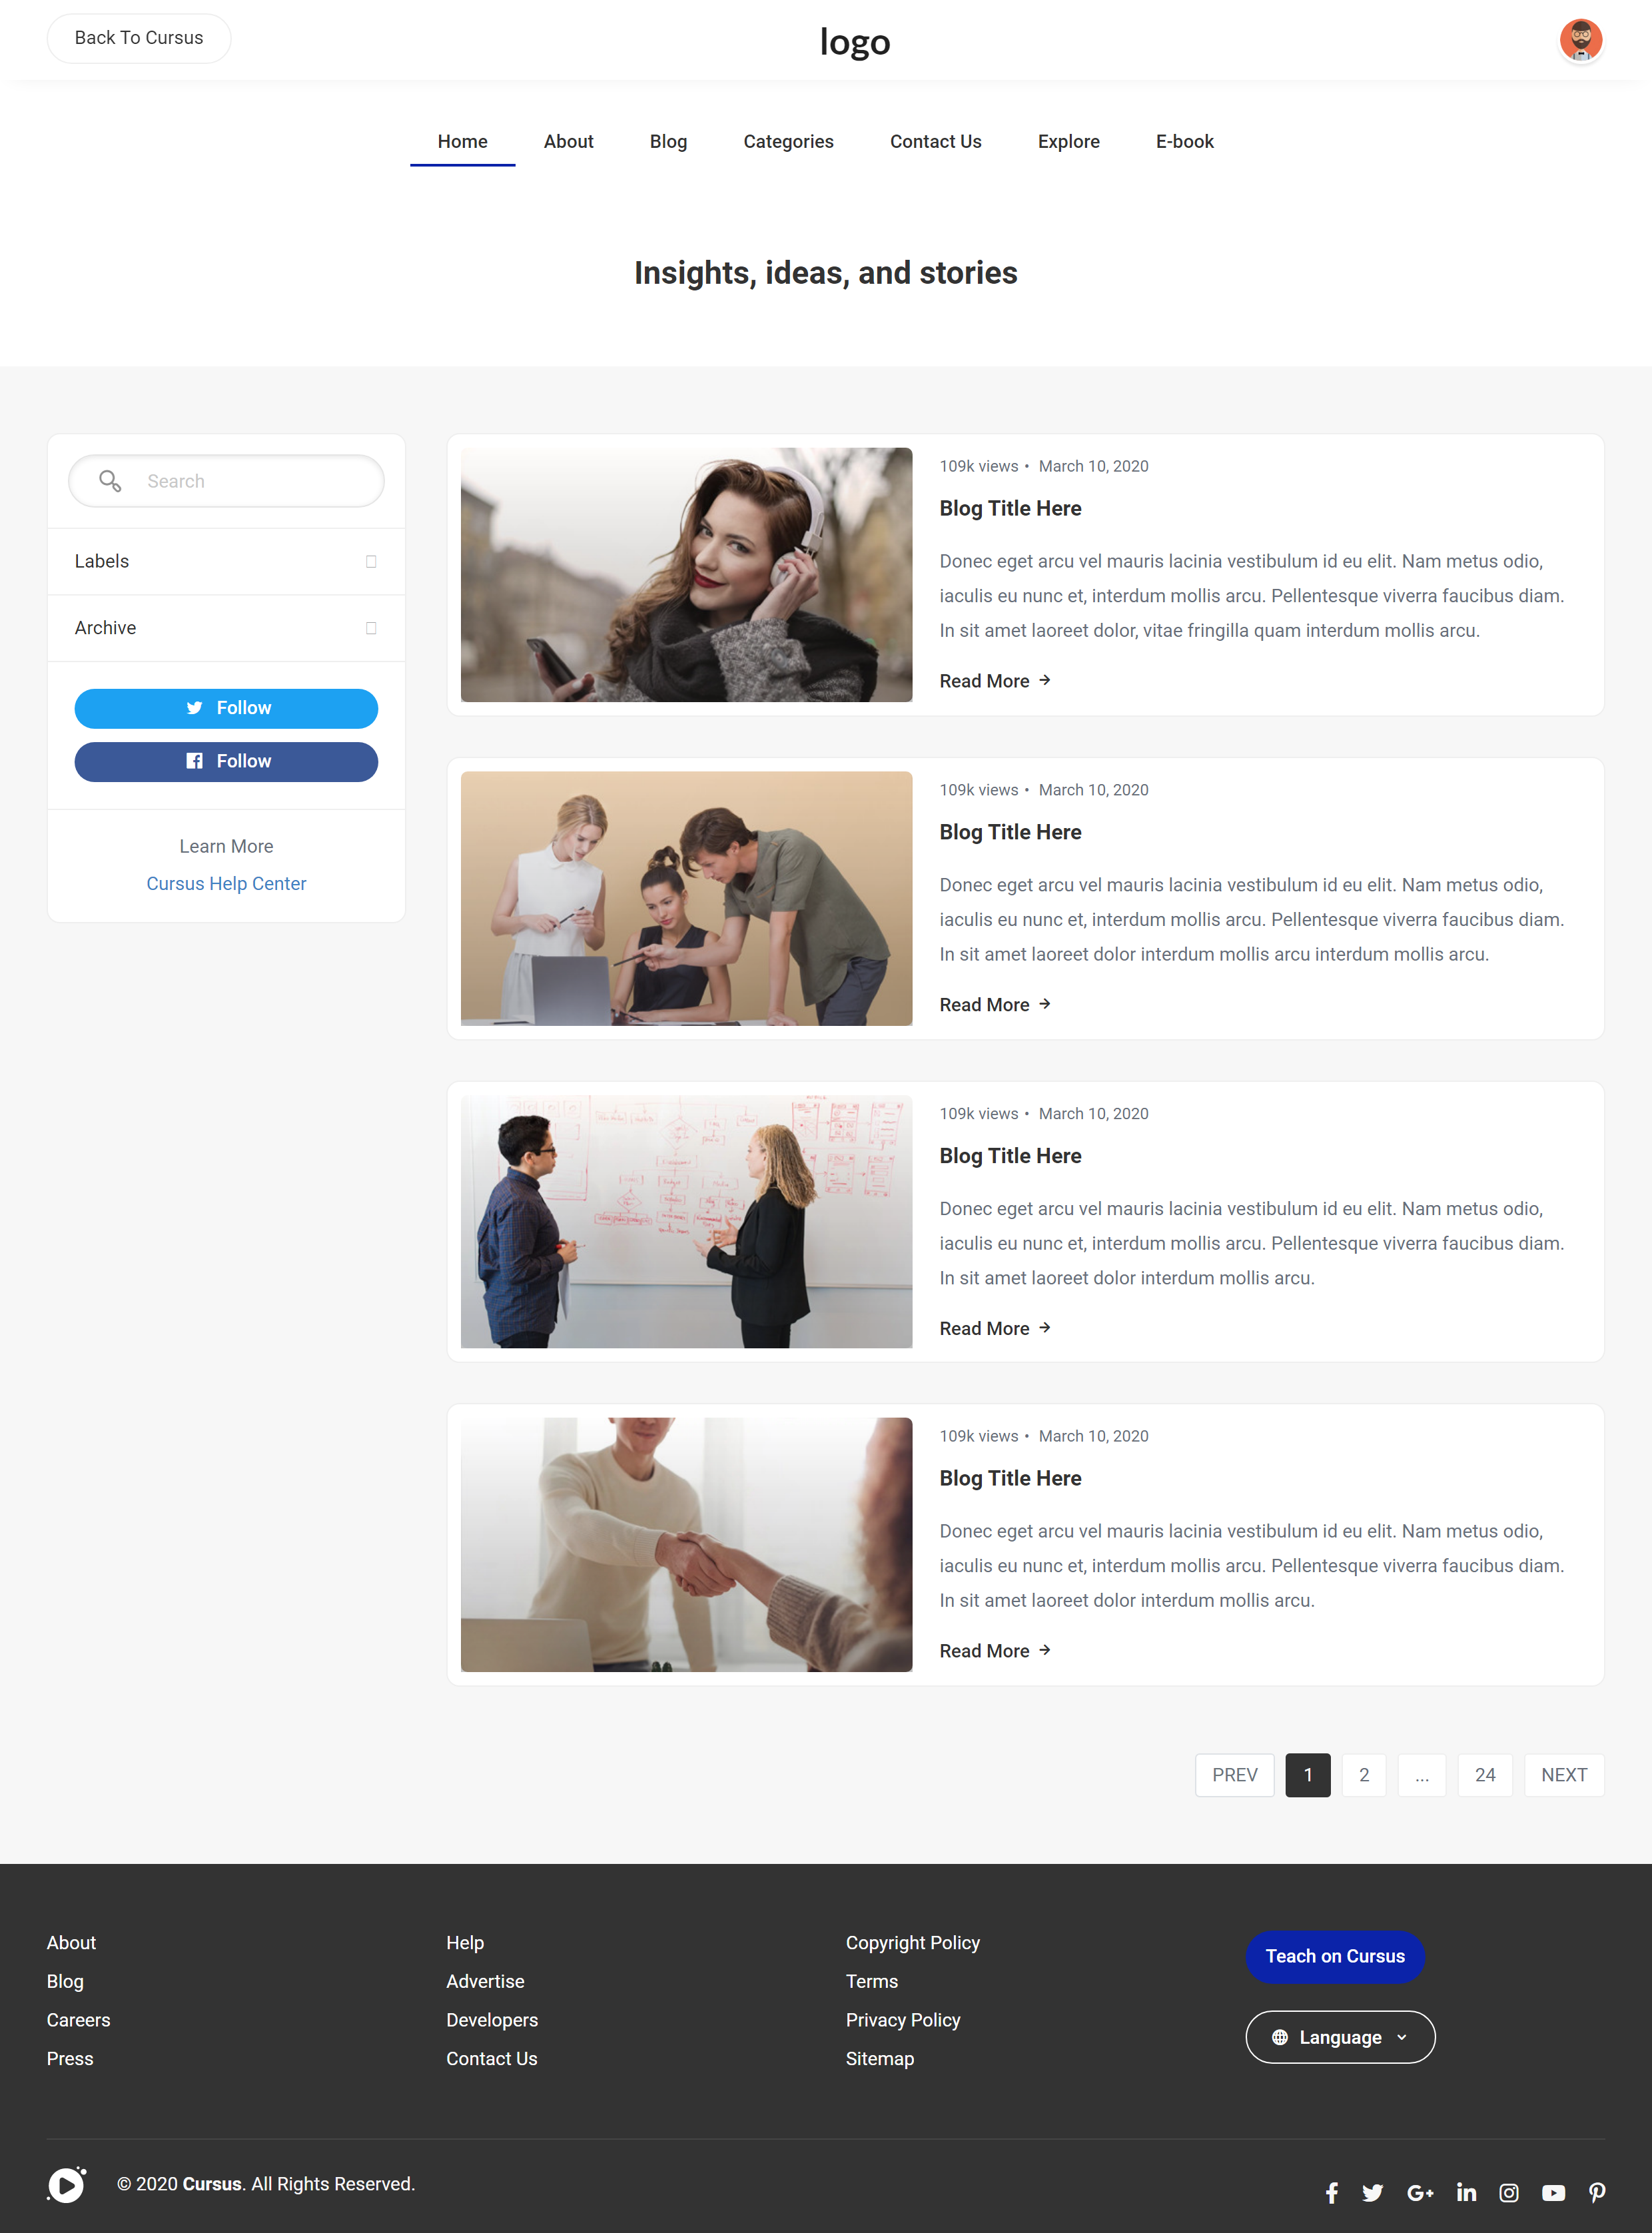 Back To Cursus
logo
Home About Blog Categories Contact Us Explore E-book
Insights, ideas, and stories
Search
Labels
Archive
Follow
Follow
Learn More
Cursus Help Center
109k views • March 10, 2020
Blog Title Here
Donec eget arcu vel mauris lacinia vestibulum id eu elit. Nam metus odio,
iaculis eu nunc et, interdum mollis arcu. Pellentesque viverra faucibus diam.
In sit amet laoreet dolor, vitae fringilla quam interdum mollis arcu.
Read More
109k views • March 10, 2020
Blog Title Here
Donec eget arcu vel mauris lacinia vestibulum id eu elit. Nam metus odio,
iaculis eu nunc et, interdum mollis arcu. Pellentesque viverra faucibus diam.
In sit amet laoreet dolor interdum mollis arcu interdum mollis arcu.
Read More
109k views • March 10, 2020
Blog Title Here
Donec eget arcu vel mauris lacinia vestibulum id eu elit. Nam metus odio,
iaculis eu nunc et, interdum mollis arcu. Pellentesque viverra faucibus diam.
In sit amet laoreet dolor interdum mollis arcu.
Read More
109k views • March 10, 2020
Blog Title Here
Donec eget arcu vel mauris lacinia vestibulum id eu elit. Nam metus odio,
iaculis eu nunc et, interdum mollis arcu. Pellentesque viverra faucibus diam.
In sit amet laoreet dolor interdum mollis arcu.
Read More
PREV 1 2 ... 24 NEXT
About
Blog
Careers
Press
Help
Advertise
Developers
Contact Us
Copyright Policy
Terms
Privacy Policy
Sitemap
Teach on Cursus
Language
© 2020 Cursus. All Rights Reserved.